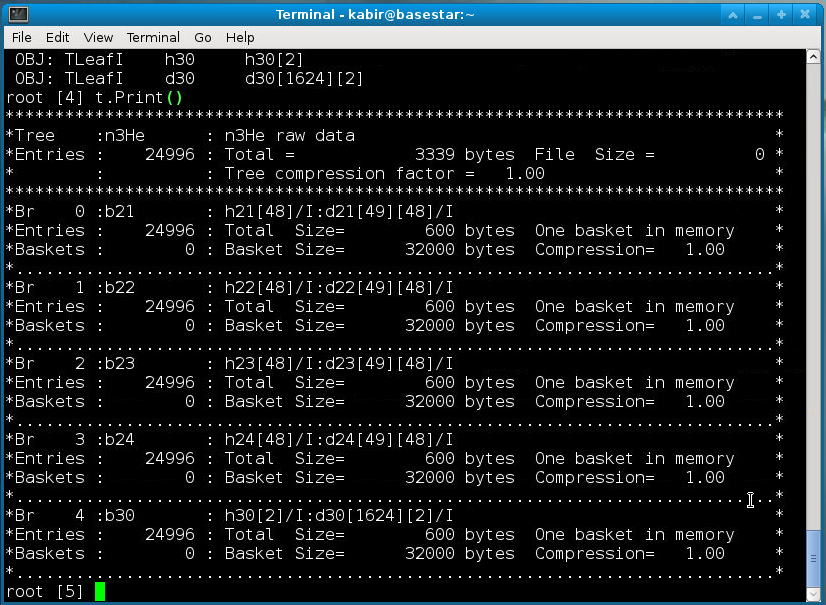 Terminal - kabir@basestar:~
File Edit View Terminal Go Help
 OBJ: TLeafI    h30     h30[2]
 OBJ: TLeafI    d30     d30[1624][2]
root [4] t.Print()
******************************************************************************
*Tree    :n3He      : n3He raw data                                          *
*Entries :    24996 : Total =            3339 bytes  File  Size =          0 *
*        :          : Tree compression factor =   1.00                       *
******************************************************************************
*Br    0 :b21       : h21[48]/I:d21[49][48]/I                                *
*Entries :    24996 : Total  Size=        600 bytes  One basket in memory    *
*Baskets :        0 : Basket Size=      32000 bytes  Compression=   1.00     *
*............................................................................*
*Br    1 :b22       : h22[48]/I:d22[49][48]/I                                *
*Entries :    24996 : Total  Size=        600 bytes  One basket in memory    *
*Baskets :        0 : Basket Size=      32000 bytes  Compression=   1.00     *
*............................................................................*
*Br    2 :b23       : h23[48]/I:d23[49][48]/I                                *
*Entries :    24996 : Total  Size=        600 bytes  One basket in memory    *
*Baskets :        0 : Basket Size=      32000 bytes  Compression=   1.00     *
*............................................................................*
*Br    3 :b24       : h24[48]/I:d24[49][48]/I                                *
*Entries :    24996 : Total  Size=        600 bytes  One basket in memory    *
*Baskets :        0 : Basket Size=      32000 bytes  Compression=   1.00     *
*............................................................................*
*Br    4 :b30       : h30[2]/I:d30[1624][2]/I                                *
*Entries :    24996 : Total  Size=        600 bytes  One basket in memory    *
*Baskets :        0 : Basket Size=      32000 bytes  Compression=   1.00     *
*............................................................................*
root [5]